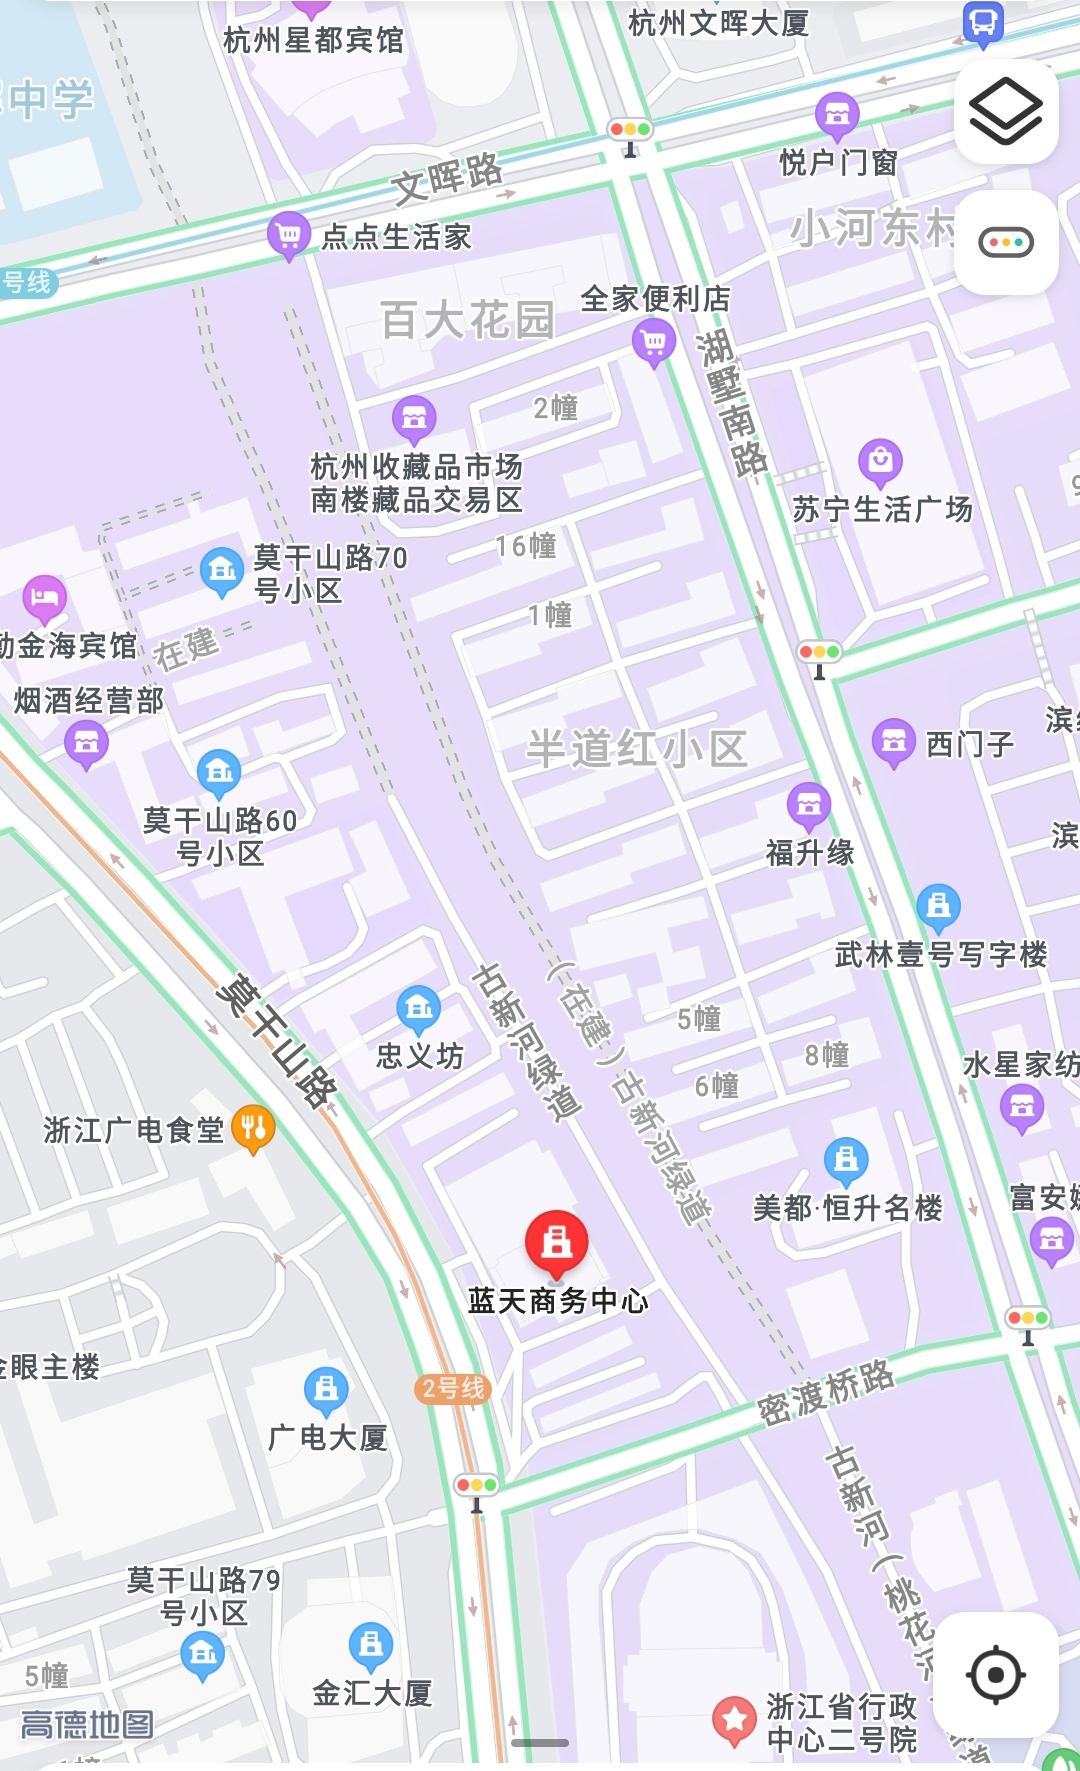 杭州星都宾馆
杭州文晖大厦
中学
文晖路
悦户门窗
小河东村
点点生活家
号线
百大花园
全家便利店
湖墅南路
2幢
杭州收藏品市场
南楼藏品交易区
苏宁生活广场
16幢
莫干山路70
号小区
1幢
勤金海宾馆
在建
烟酒经营部
半道红小区
西门子
滨
莫干山路60
号小区
福升缘
滨
武林壹号写字楼
莫干山路
古新河绿道
(在建)古新河绿道
5幢
忠义坊
8幢
水星家纺
6幢
浙江广电食堂
美都·恒升名楼
富安娜
蓝天商务中心
金眼主楼
2号线
密渡桥路
广电大厦
古新河(桃花河
莫干山路79
号小区
5幢
金汇大厦
浙江省行政
中心二号院
高德地图
道